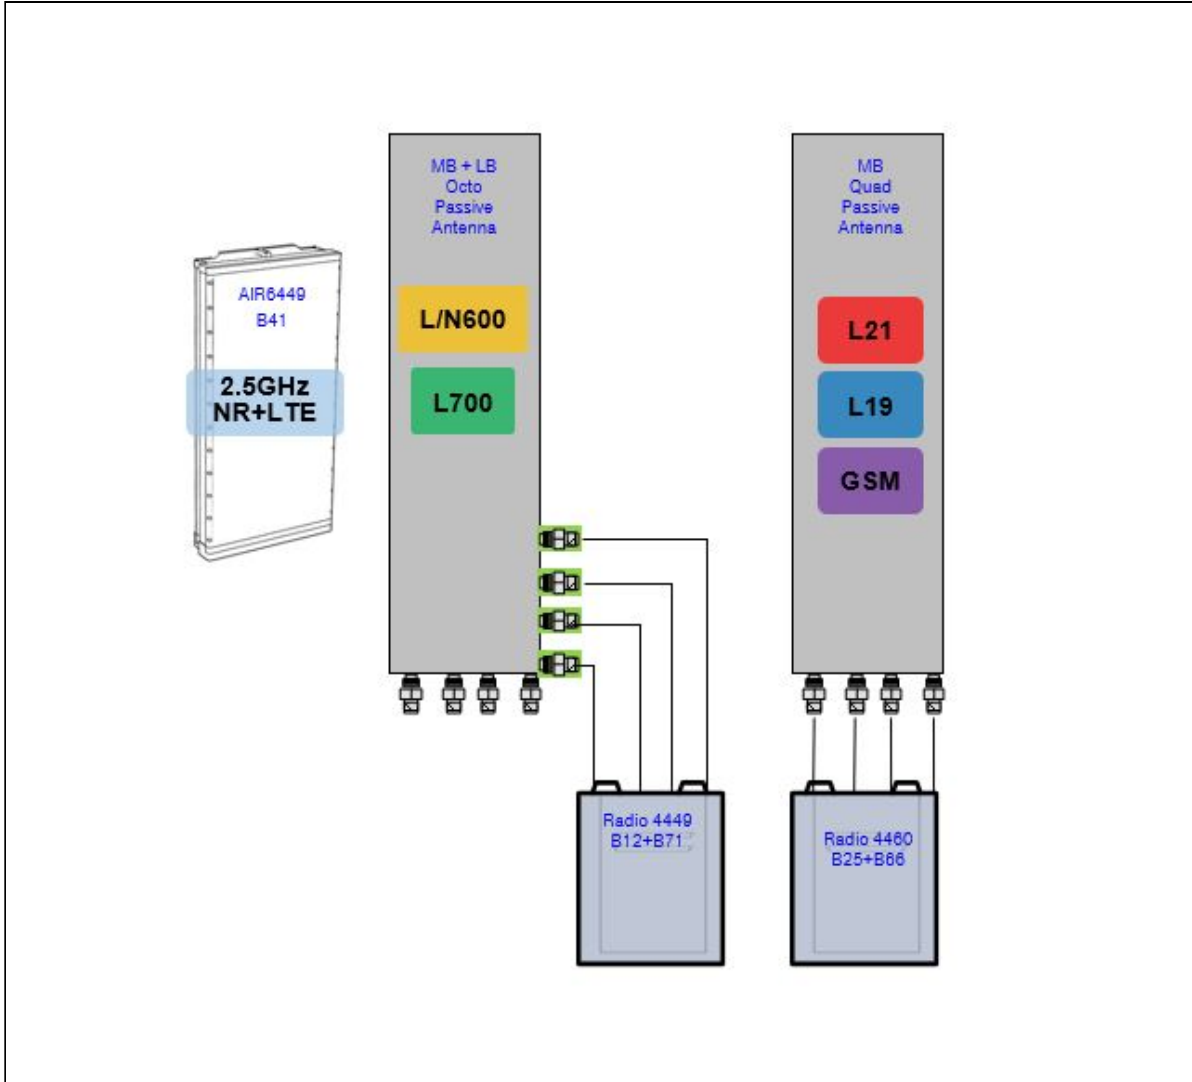 MB + LB
Octo
Passive
Antenna
MB
Quad
Passive
Antenna
AIR6449
B41
2.5GHz
NR+LTE
L/N600
L700
L21
L19
GSM
Radio 4449
B12+B71
Radio 4460
B25+B66